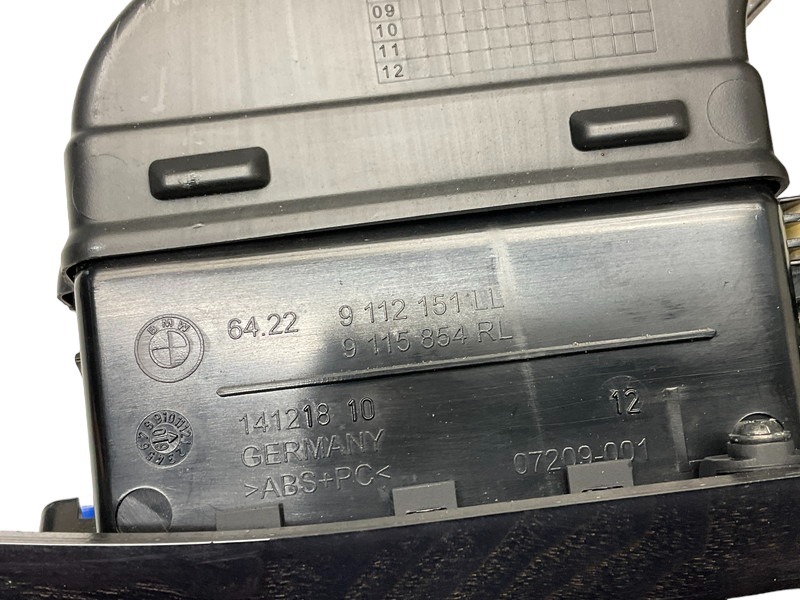 09
10
11
12
BMW
64.22 9 112 151 LL
9 115 854 RL
141218 10
12
GERMANY
07209-001
>ABS+PC<